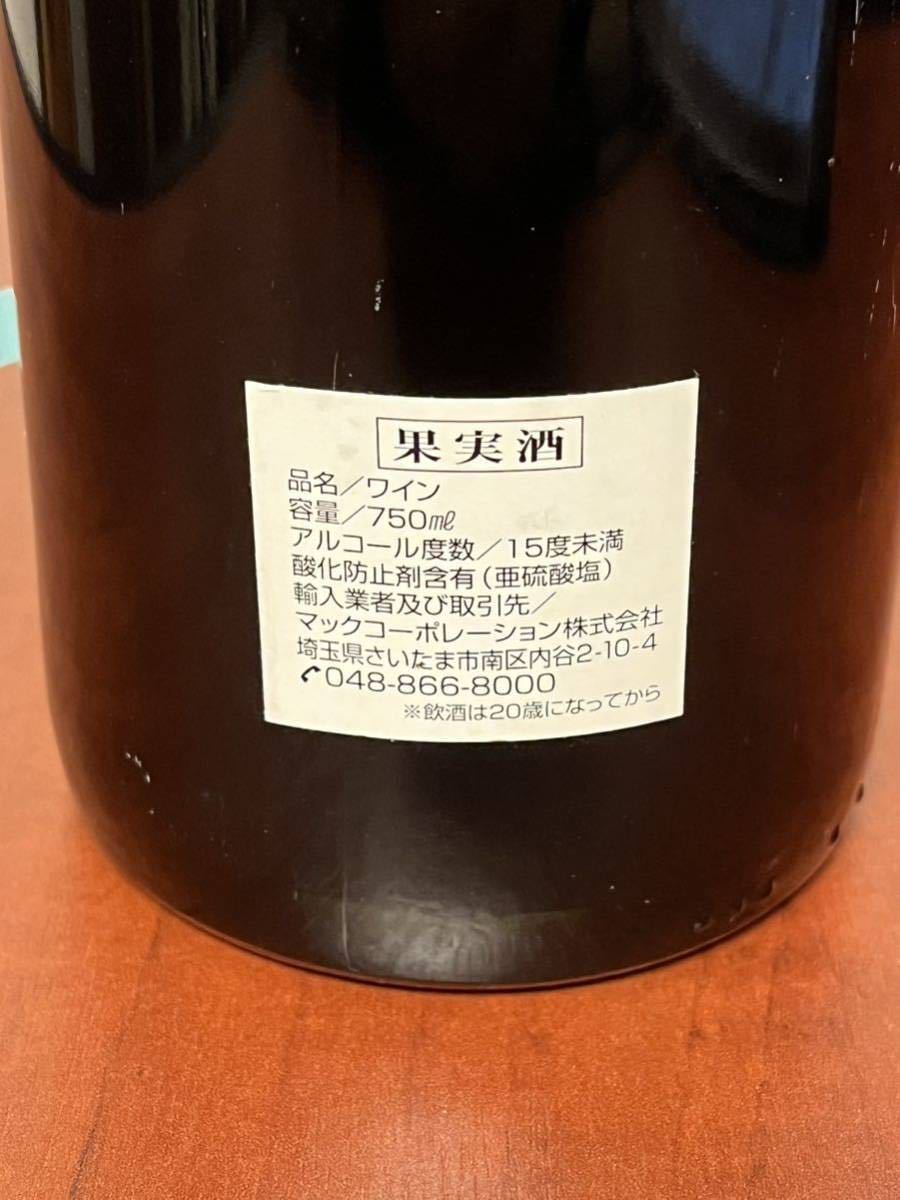 果実酒
品名/ワイン
容量/750㎖
アルコール度数/15度未満
酸化防止剤含有(亜硫酸塩)
輸入業者及び取引先/
マックコーポレーション株式会社
埼玉県さいたま市南区内谷2-10-4
✆048-866-8000
※飲酒は20歳になってから